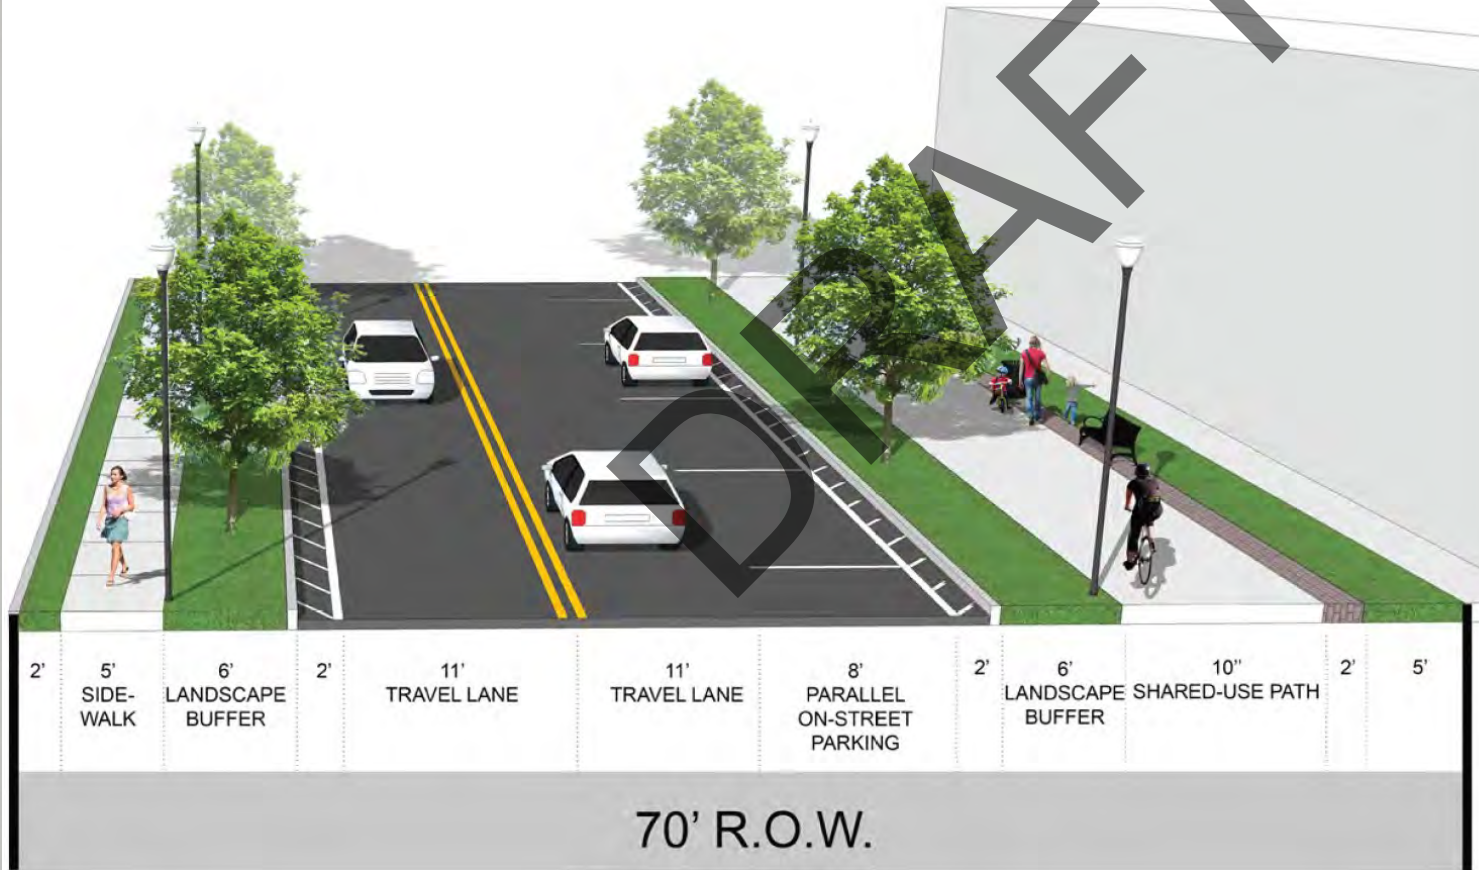 DRAFT
2’
5’
SIDE-
WALK
6’
LANDSCAPE
BUFFER
2’
11’
TRAVEL LANE
11’
TRAVEL LANE
8’
PARALLEL
ON-STREET
PARKING
2’
6’
LANDSCAPE
BUFFER
10”
SHARED-USE PATH
2’
5’
70’ R.O.W.